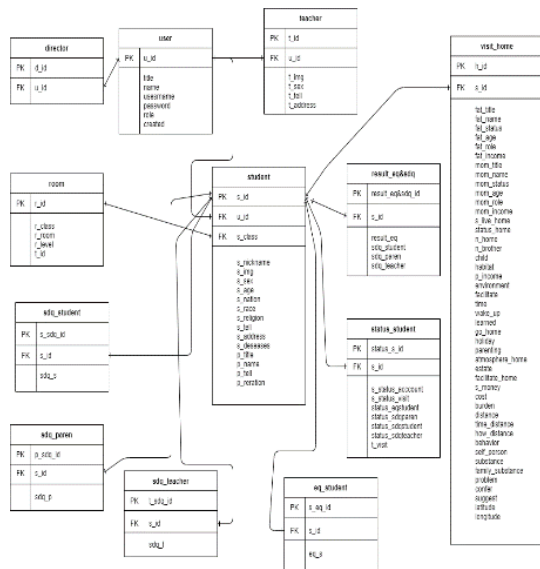 director
PK
d_id
FK
u_id
user
PK
u_id
title
name
username
password
role
created
teacher
PK
t_id
FK
u_id
t_img
t_sex
t_tell
t_address
visit_home
PK
h_id
FK
s_id
fat_title
fat_name
fat_status
fat_age
fat_role
fat_income
mom_title
mom_name
mom_status
mom_age
mom_role
mom_income
s_live_home
status_home
n_home
n_brother
child
habital
p_income
environment
facilitate
time
wake_up
learned
go_home
holiday
parenting
atmosphere_home
estate
facilitate_home
s_money
cost
burden
distance
time_distance
how_distance
behavior
self_person
substance
family_substance
problem
confer
suggest
latitude
longitude
room
PK
r_id
r_class
r_room
r_level
t_id
student
PK
s_id
FK
u_id
FK
s_class
s_nickname
s_img
s_sex
s_age
s_nation
s_race
s_religion
s_tell
s_address
s_deseases
p_title
p_name
p_tell
p_reration
result_eq&sdq
PK
result_eq&sdq_id
FK
s_id
result_eq
sdq_student
sdq_paren
sdq_teacher
sdq_student
PK
s_sdq_id
FK
s_id
sdq_s
status_student
PK
status_s_id
FK
s_id
s_status_visit
status_eqstudent
status_sdqparen
status_sdqstudent
status_sdqteacher
t_visit
sdq_paren
PK
p_sdq_id
FK
s_id
sdq_p
sdq_teacher
PK
t_sdq_id
FK
s_id
sdq_t
eq_student
PK
s_eq_id
FK
s_id
eq_s